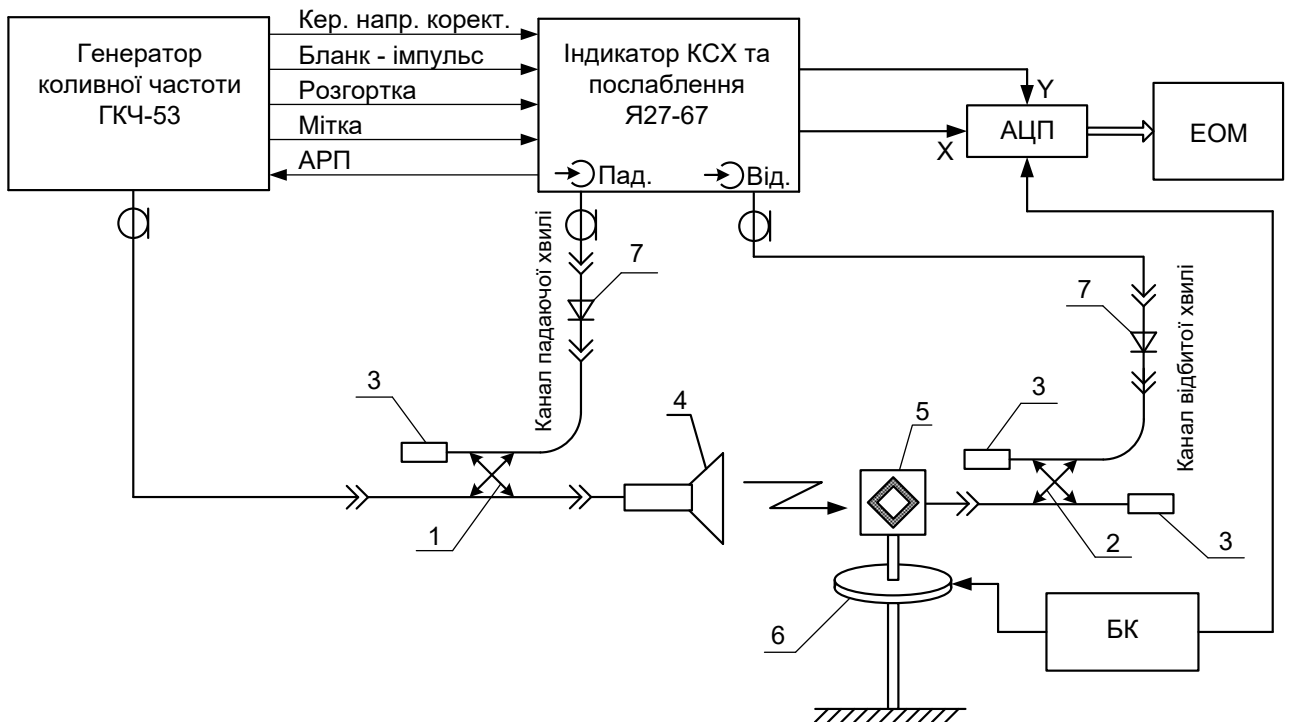 Генератор
коливної частоти
ГКЧ-53
Кер. напр. корект.
Бланк - імпульс
Розгортка
Мітка
АРП
Індикатор КСХ та
послаблення
Я27-67
Пад.
Від.
Y
X
АЦП
ЕОМ
Канал падаючої хвилі
7
7
Канал відбитої хвилі
3
4
5
3
1
2
3
6
БК